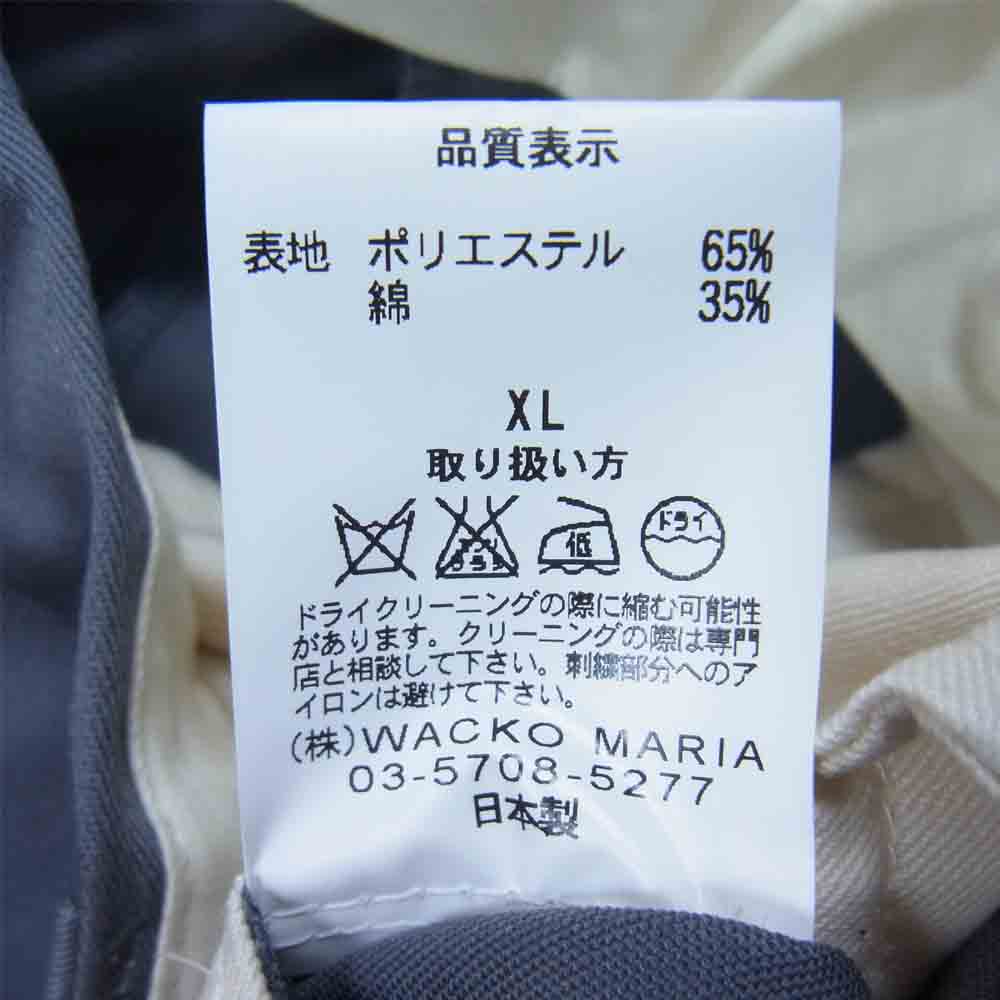 品質表示
表地 ポリエステル 65%
綿 35%
XL
取り扱い方
低
ドライ
ドライクリーニングの際に縮む可能性
があります。クリーニングの際は専門
店と相談して下さい。刺繍部分へのア
イロンは避けて下さい。
(株)WACKO MARIA
03-5708-5277
日本製